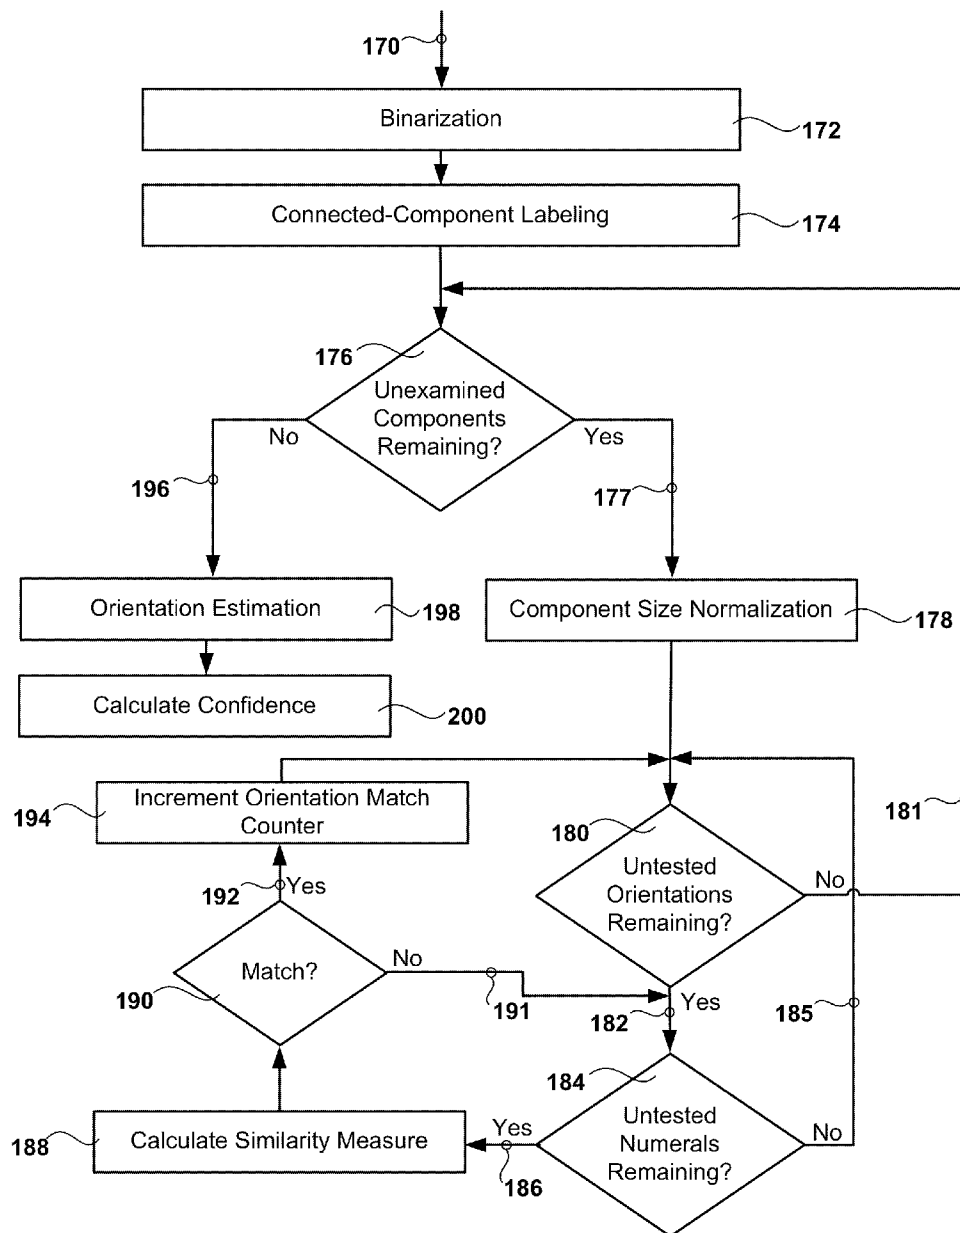 170
Binarization
172
Connected-Component Labeling
174
176
Unexamined
Components
Remaining?
No
Yes
196
177
Orientation Estimation
198
Component Size Normalization
178
Calculate Confidence
200
Increment Orientation Match
Counter
194
180
181
Untested
Orientations
Remaining?
No
192
Yes
Match?
No
190
191
Yes
182
185
184
Untested
Numerals
Remaining?
No
Yes
186
Calculate Similarity Measure
188